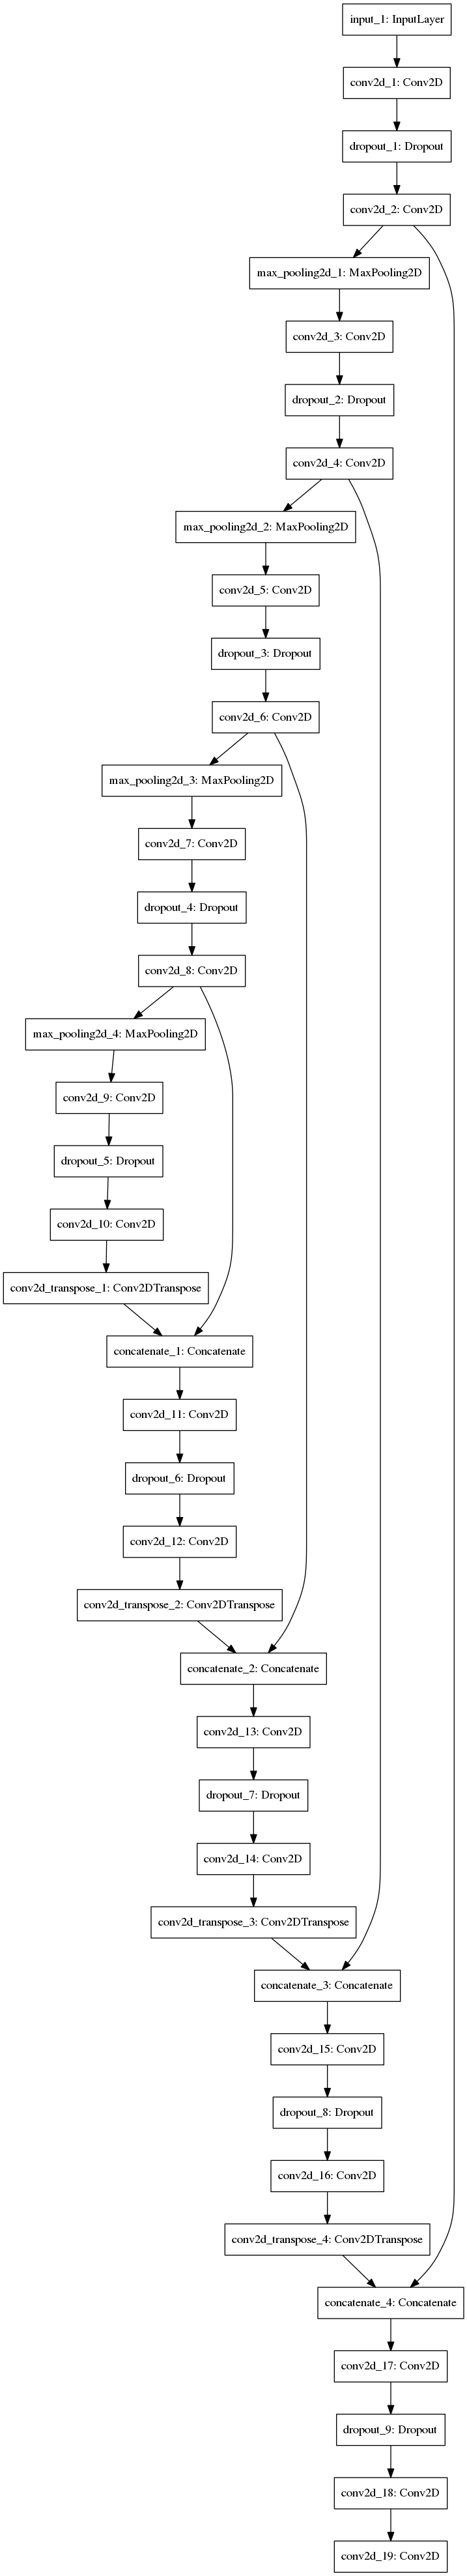 input_1: InputLayer
conv2d_1: Conv2D
dropout_1: Dropout
conv2d_2: Conv2D
max_pooling2d_1: MaxPooling2D
conv2d_3: Conv2D
dropout_2: Dropout
conv2d_4: Conv2D
max_pooling2d_2: MaxPooling2D
conv2d_5: Conv2D
dropout_3: Dropout
conv2d_6: Conv2D
max_pooling2d_3: MaxPooling2D
conv2d_7: Conv2D
dropout_4: Dropout
conv2d_8: Conv2D
max_pooling2d_4: MaxPooling2D
conv2d_9: Conv2D
dropout_5: Dropout
conv2d_10: Conv2D
conv2d_transpose_1: Conv2DTranspose
concatenate_1: Concatenate
conv2d_11: Conv2D
dropout_6: Dropout
conv2d_12: Conv2D
conv2d_transpose_2: Conv2DTranspose
concatenate_2: Concatenate
conv2d_13: Conv2D
dropout_7: Dropout
conv2d_14: Conv2D
conv2d_transpose_3: Conv2DTranspose
concatenate_3: Concatenate
conv2d_15: Conv2D
dropout_8: Dropout
conv2d_16: Conv2D
conv2d_transpose_4: Conv2DTranspose
concatenate_4: Concatenate
conv2d_17: Conv2D
dropout_9: Dropout
conv2d_18: Conv2D
conv2d_19: Conv2D